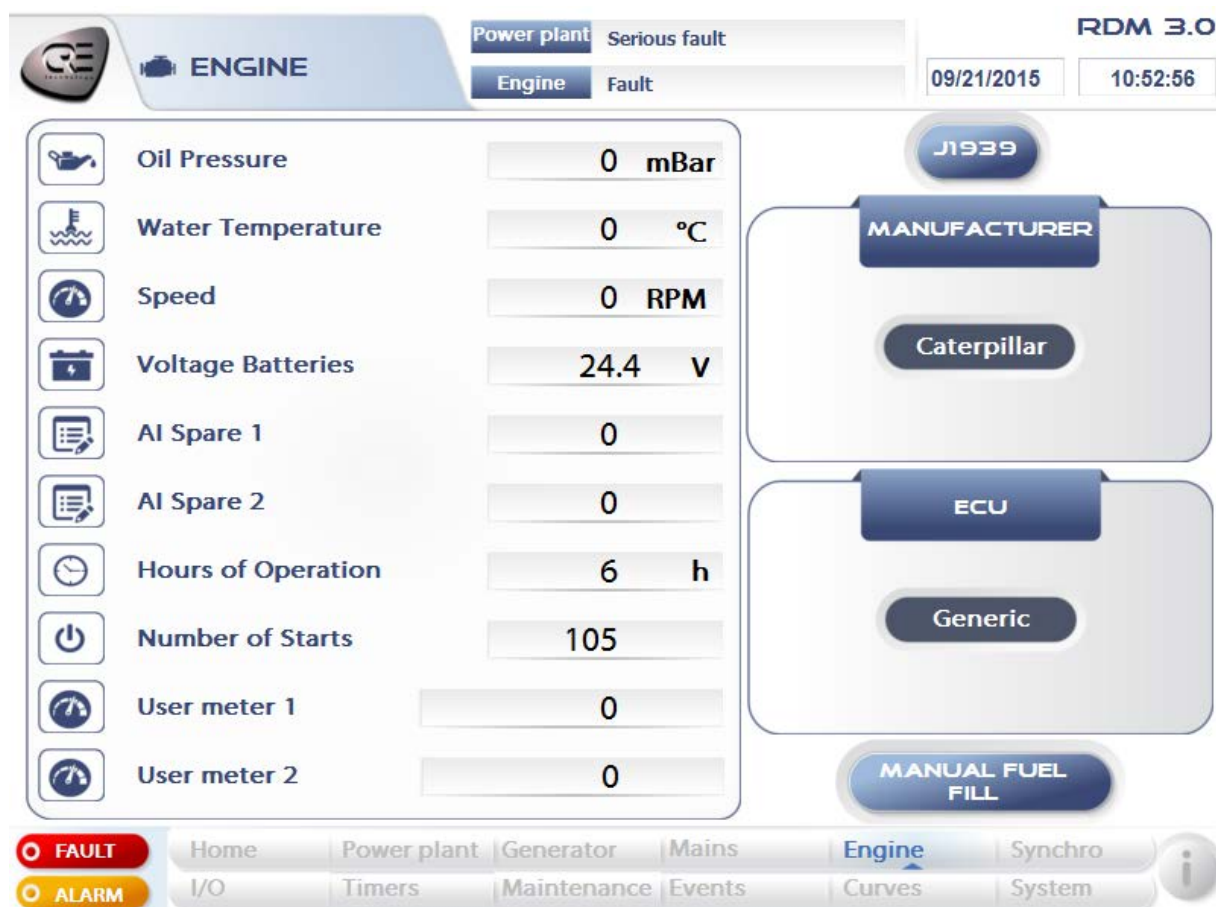 CRE
TECHNOLOGY
ENGINE
Power plant Serious fault
Engine Fault
RDM 3.0
09/21/2015 10:52:56
Oil Pressure 0 mBar
Water Temperature 0 °C
Speed 0 RPM
Voltage Batteries 24.4 V
AI Spare 1 0
AI Spare 2 0
Hours of Operation 6 h
Number of Starts 105
User meter 1 0
User meter 2 0
J1939
MANUFACTURER
Caterpillar
ECU
Generic
MANUAL FUEL
FILL
FAULT Home Power plant Generator Mains Engine Synchro
ALARM I/O Timers Maintenance Events Curves System
i